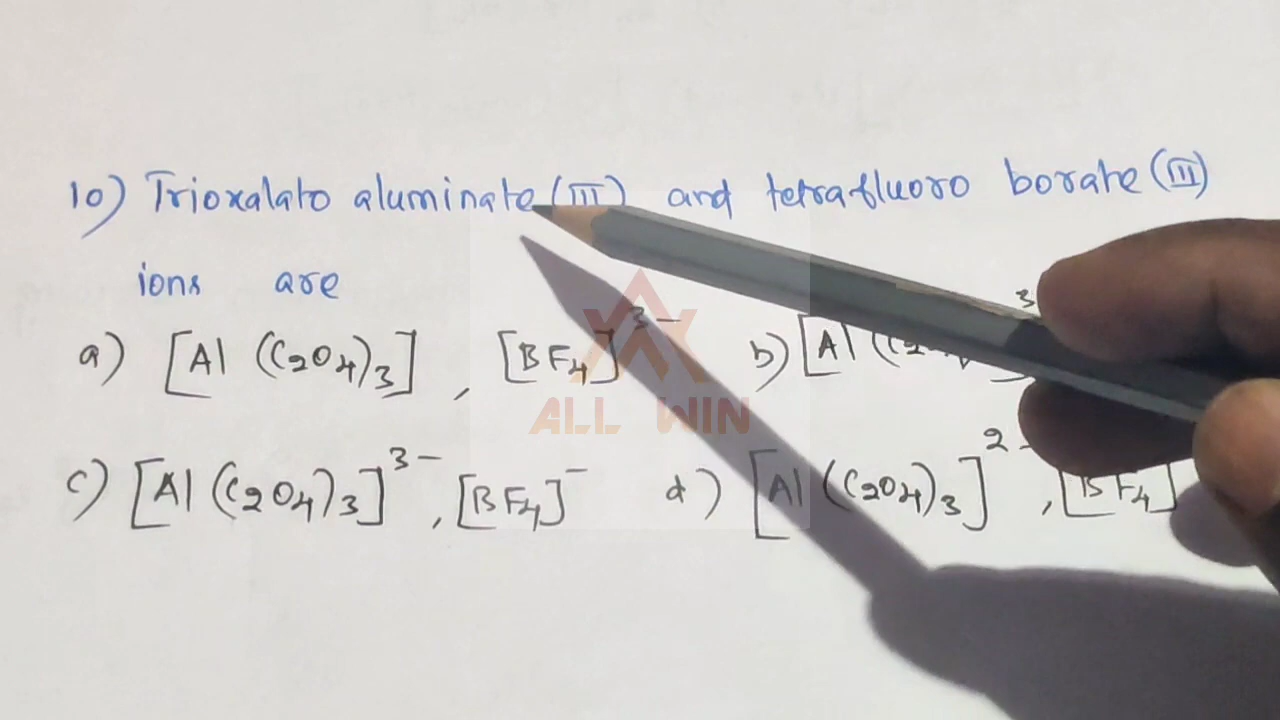 10) Trioxalato aluminate (III) and tetrafluoro borate (III)
ions are
a) [Al (C₂O₄)₃] , [BF₄]³⁻ b) [Al (C₂
ALL WIN
c) [Al (C₂O₄)₃]³⁻ , [BF₄]⁻ d) [Al (C₂O₄)₃]²⁻ , [BF₄]